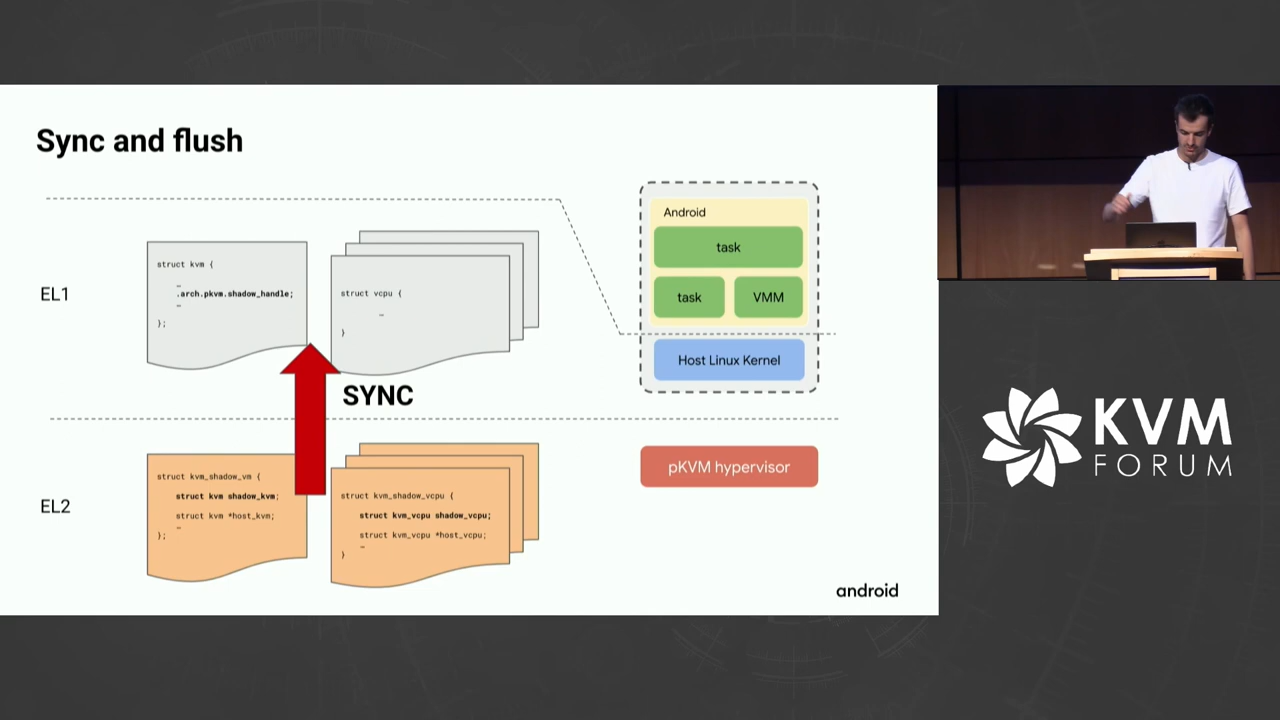 Sync and flush
EL1
struct kvm {
…
.arch.pkvm.shadow_handle;
…
};
struct vcpu {
…
}
Android
task
task
VMM
Host Linux Kernel
SYNC
EL2
struct kvm_shadow_vm {
struct kvm shadow_kvm;
struct kvm *host_kvm;
…
};
struct kvm_shadow_vcpu {
struct kvm_vcpu shadow_vcpu;
struct kvm_vcpu *host_vcpu;
…
}
pKVM hypervisor
android
KVM
FORUM